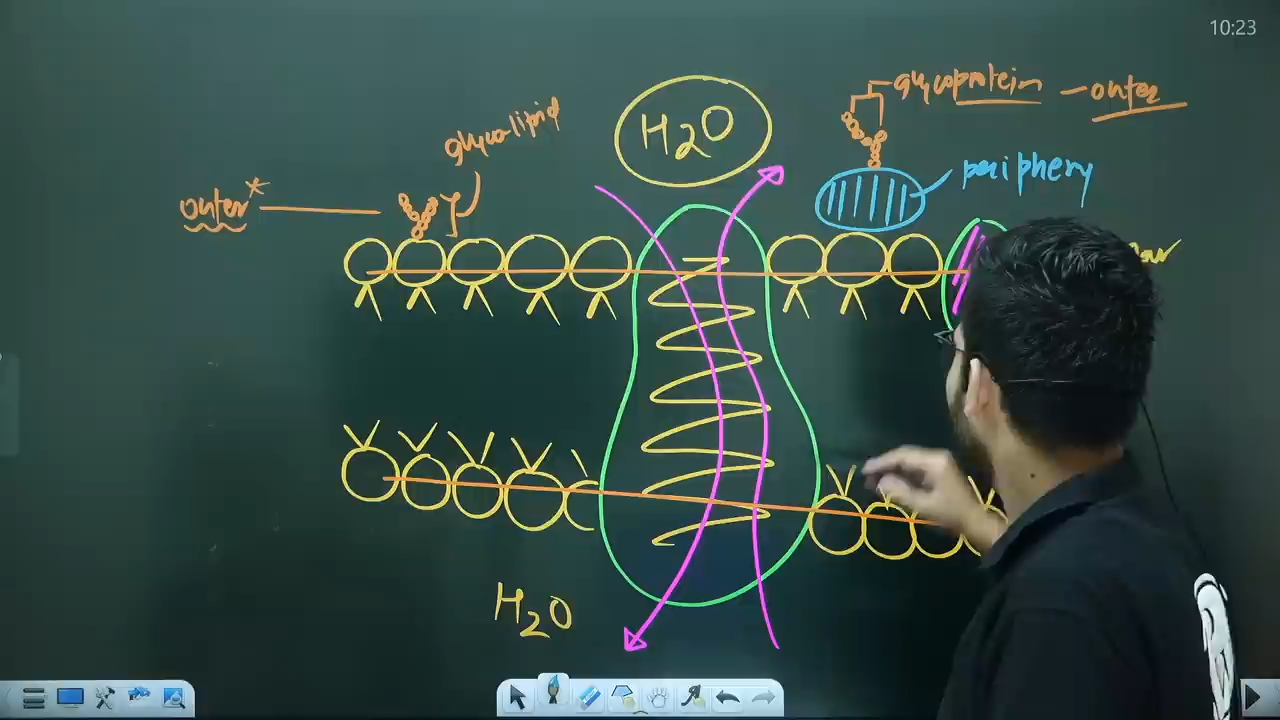 10:23
glycoprotein - outer
H2O
glycolipid
periphery
outer*
H2O